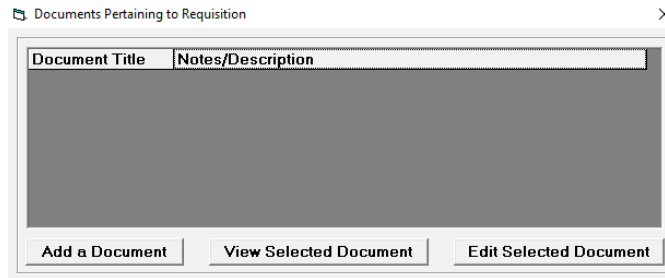 Documents Pertaining to Requisition
Document Title Notes/Description
Add a Document View Selected Document Edit Selected Document